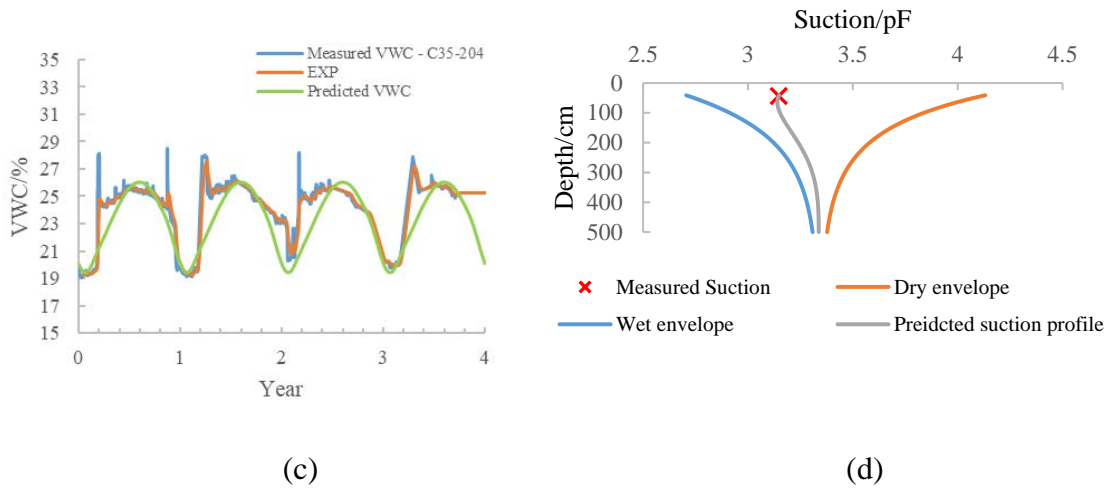 Measured VWC - C35-204
EXP
Predicted VWC
35
33
31
29
27
25
23
21
19
17
15
VWC/%
0 1 2 3 4
Year
(c)
Suction/pF
2.5 3 3.5 4 4.5
0
100
200
300
400
500
Depth/cm
Measured Suction
Dry envelope
Wet envelope
Preidcted suction profile
(d)